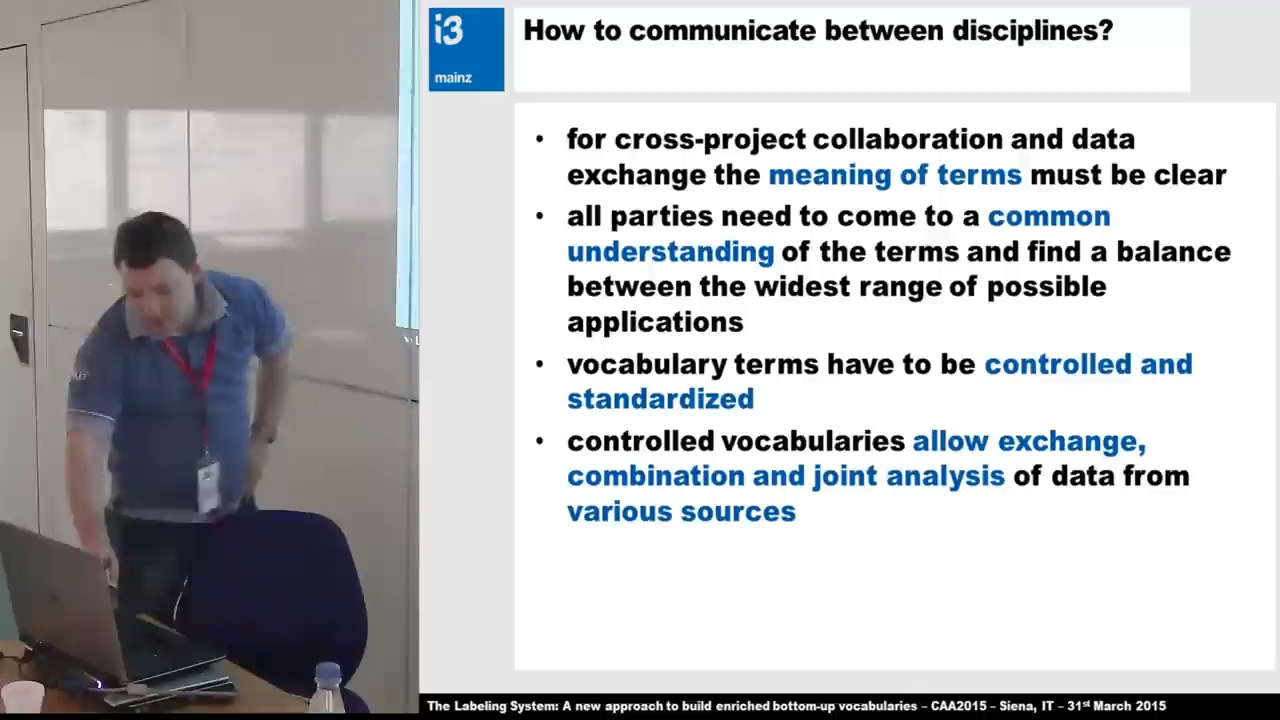 i3
mainz
How to communicate between disciplines?
• for cross-project collaboration and data
exchange the meaning of terms must be clear
• all parties need to come to a common
understanding of the terms and find a balance
between the widest range of possible
applications
• vocabulary terms have to be controlled and
standardized
• controlled vocabularies allow exchange,
combination and joint analysis of data from
various sources
The Labeling System: A new approach to build enriched bottom-up vocabularies – CAA2015 – Siena, IT – 31st March 2015